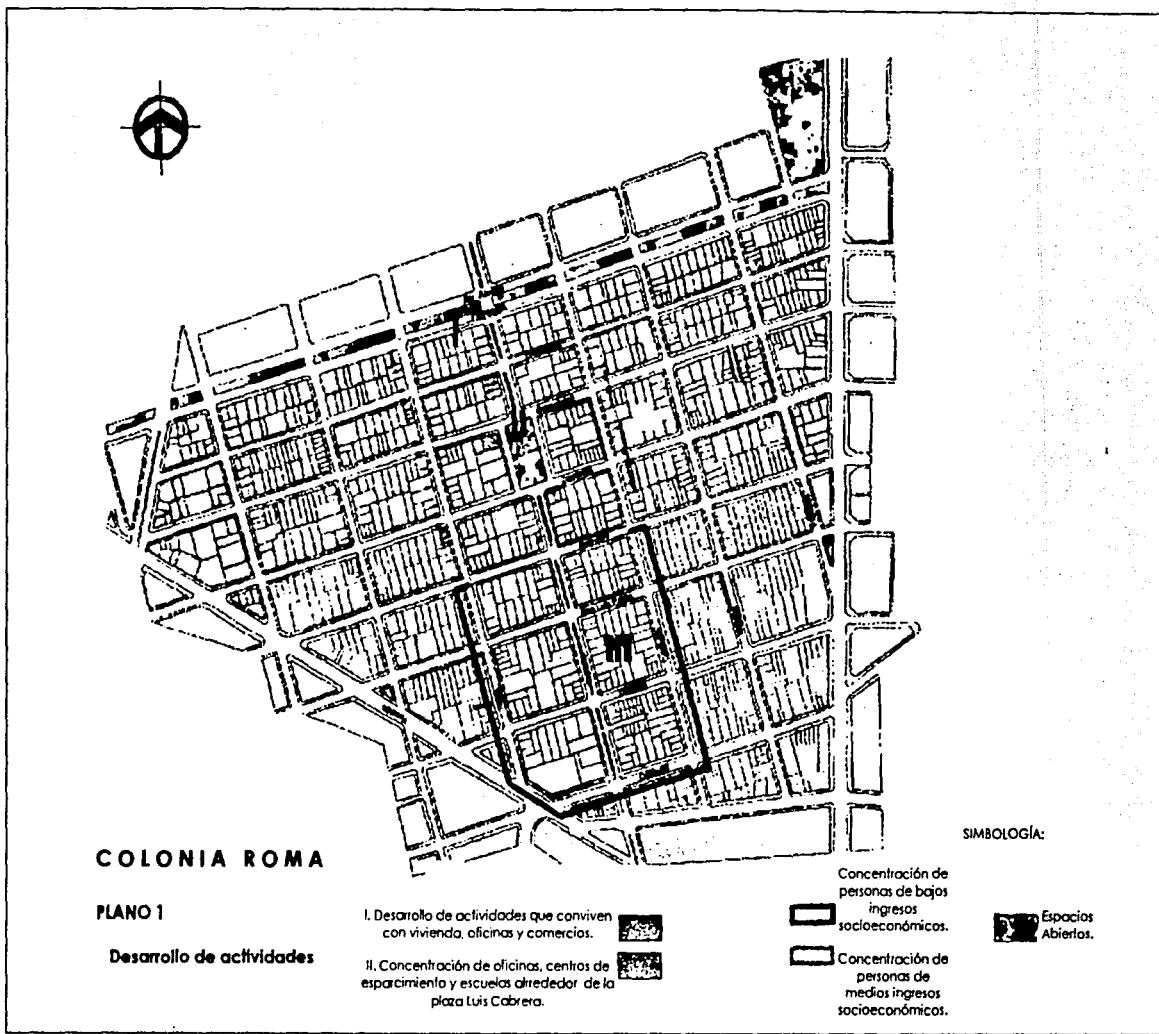 III
SIMBOLOGÍA:
COLONIA ROMA
PLANO 1
Desarrollo de actividades
I. Desarrollo de actividades que conviven
con vivienda, oficinas y comercios.
II. Concentración de oficinas, centros de
esparcimiento y escuelas alrededor de la
plaza Luis Cabrera.
Concentración de
personas de bajos
ingresos
socioeconómicos.
Concentración de
personas de
medios ingresos
socioeconómicos.
Espacios
Abiertos.